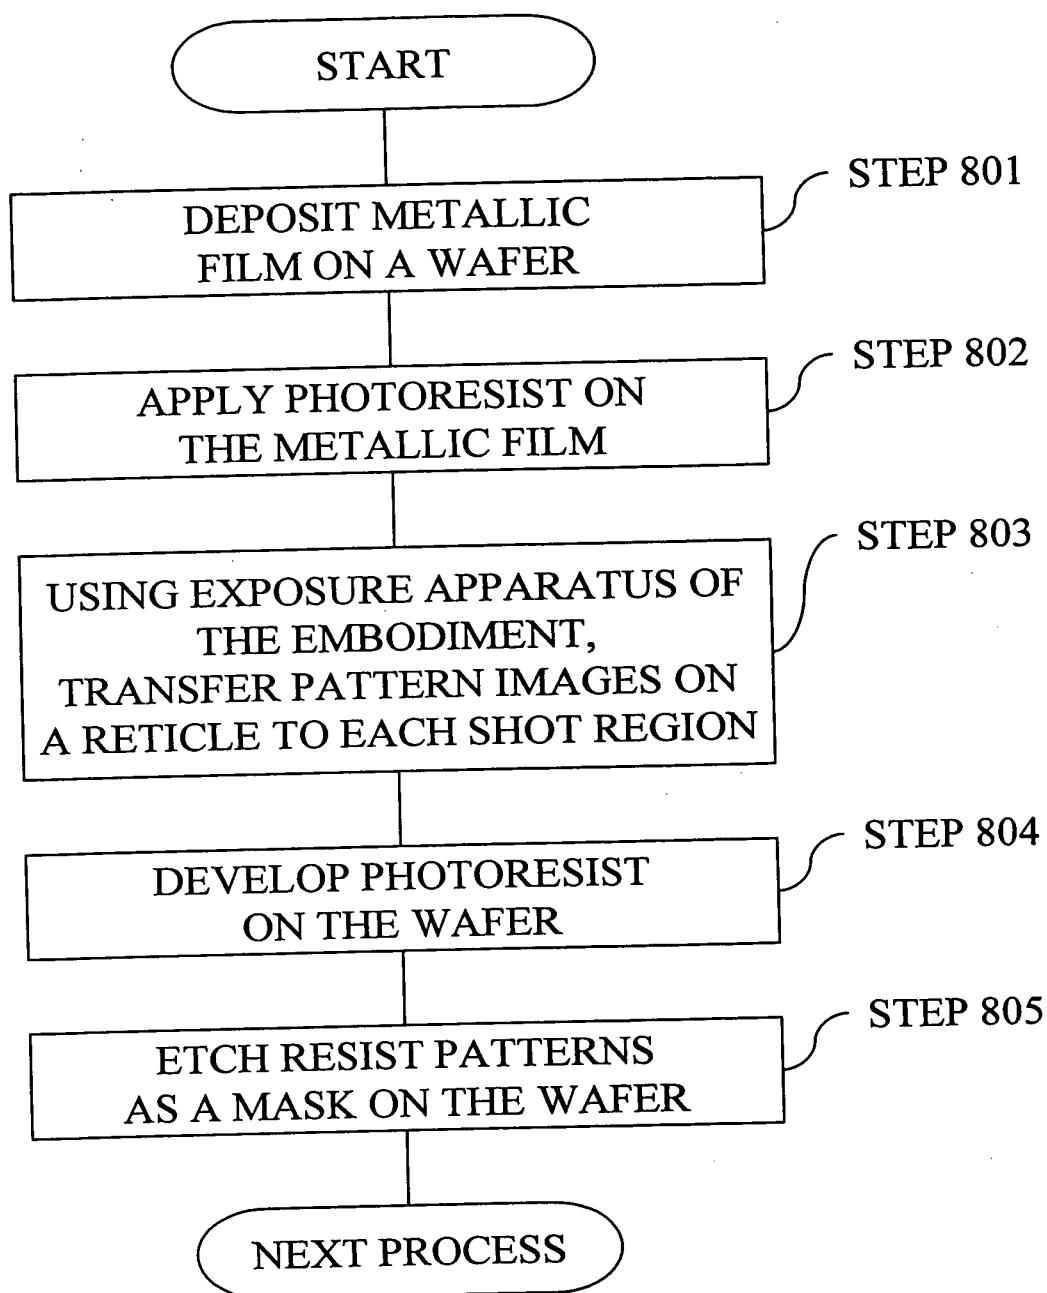 START
STEP 801
DEPOSIT METALLIC
FILM ON A WAFER
STEP 802
APPLY PHOTORESIST ON
THE METALLIC FILM
STEP 803
USING EXPOSURE APPARATUS OF
THE EMBODIMENT,
TRANSFER PATTERN IMAGES ON
A RETICLE TO EACH SHOT REGION
STEP 804
DEVELOP PHOTORESIST
ON THE WAFER
STEP 805
ETCH RESIST PATTERNS
AS A MASK ON THE WAFER
NEXT PROCESS